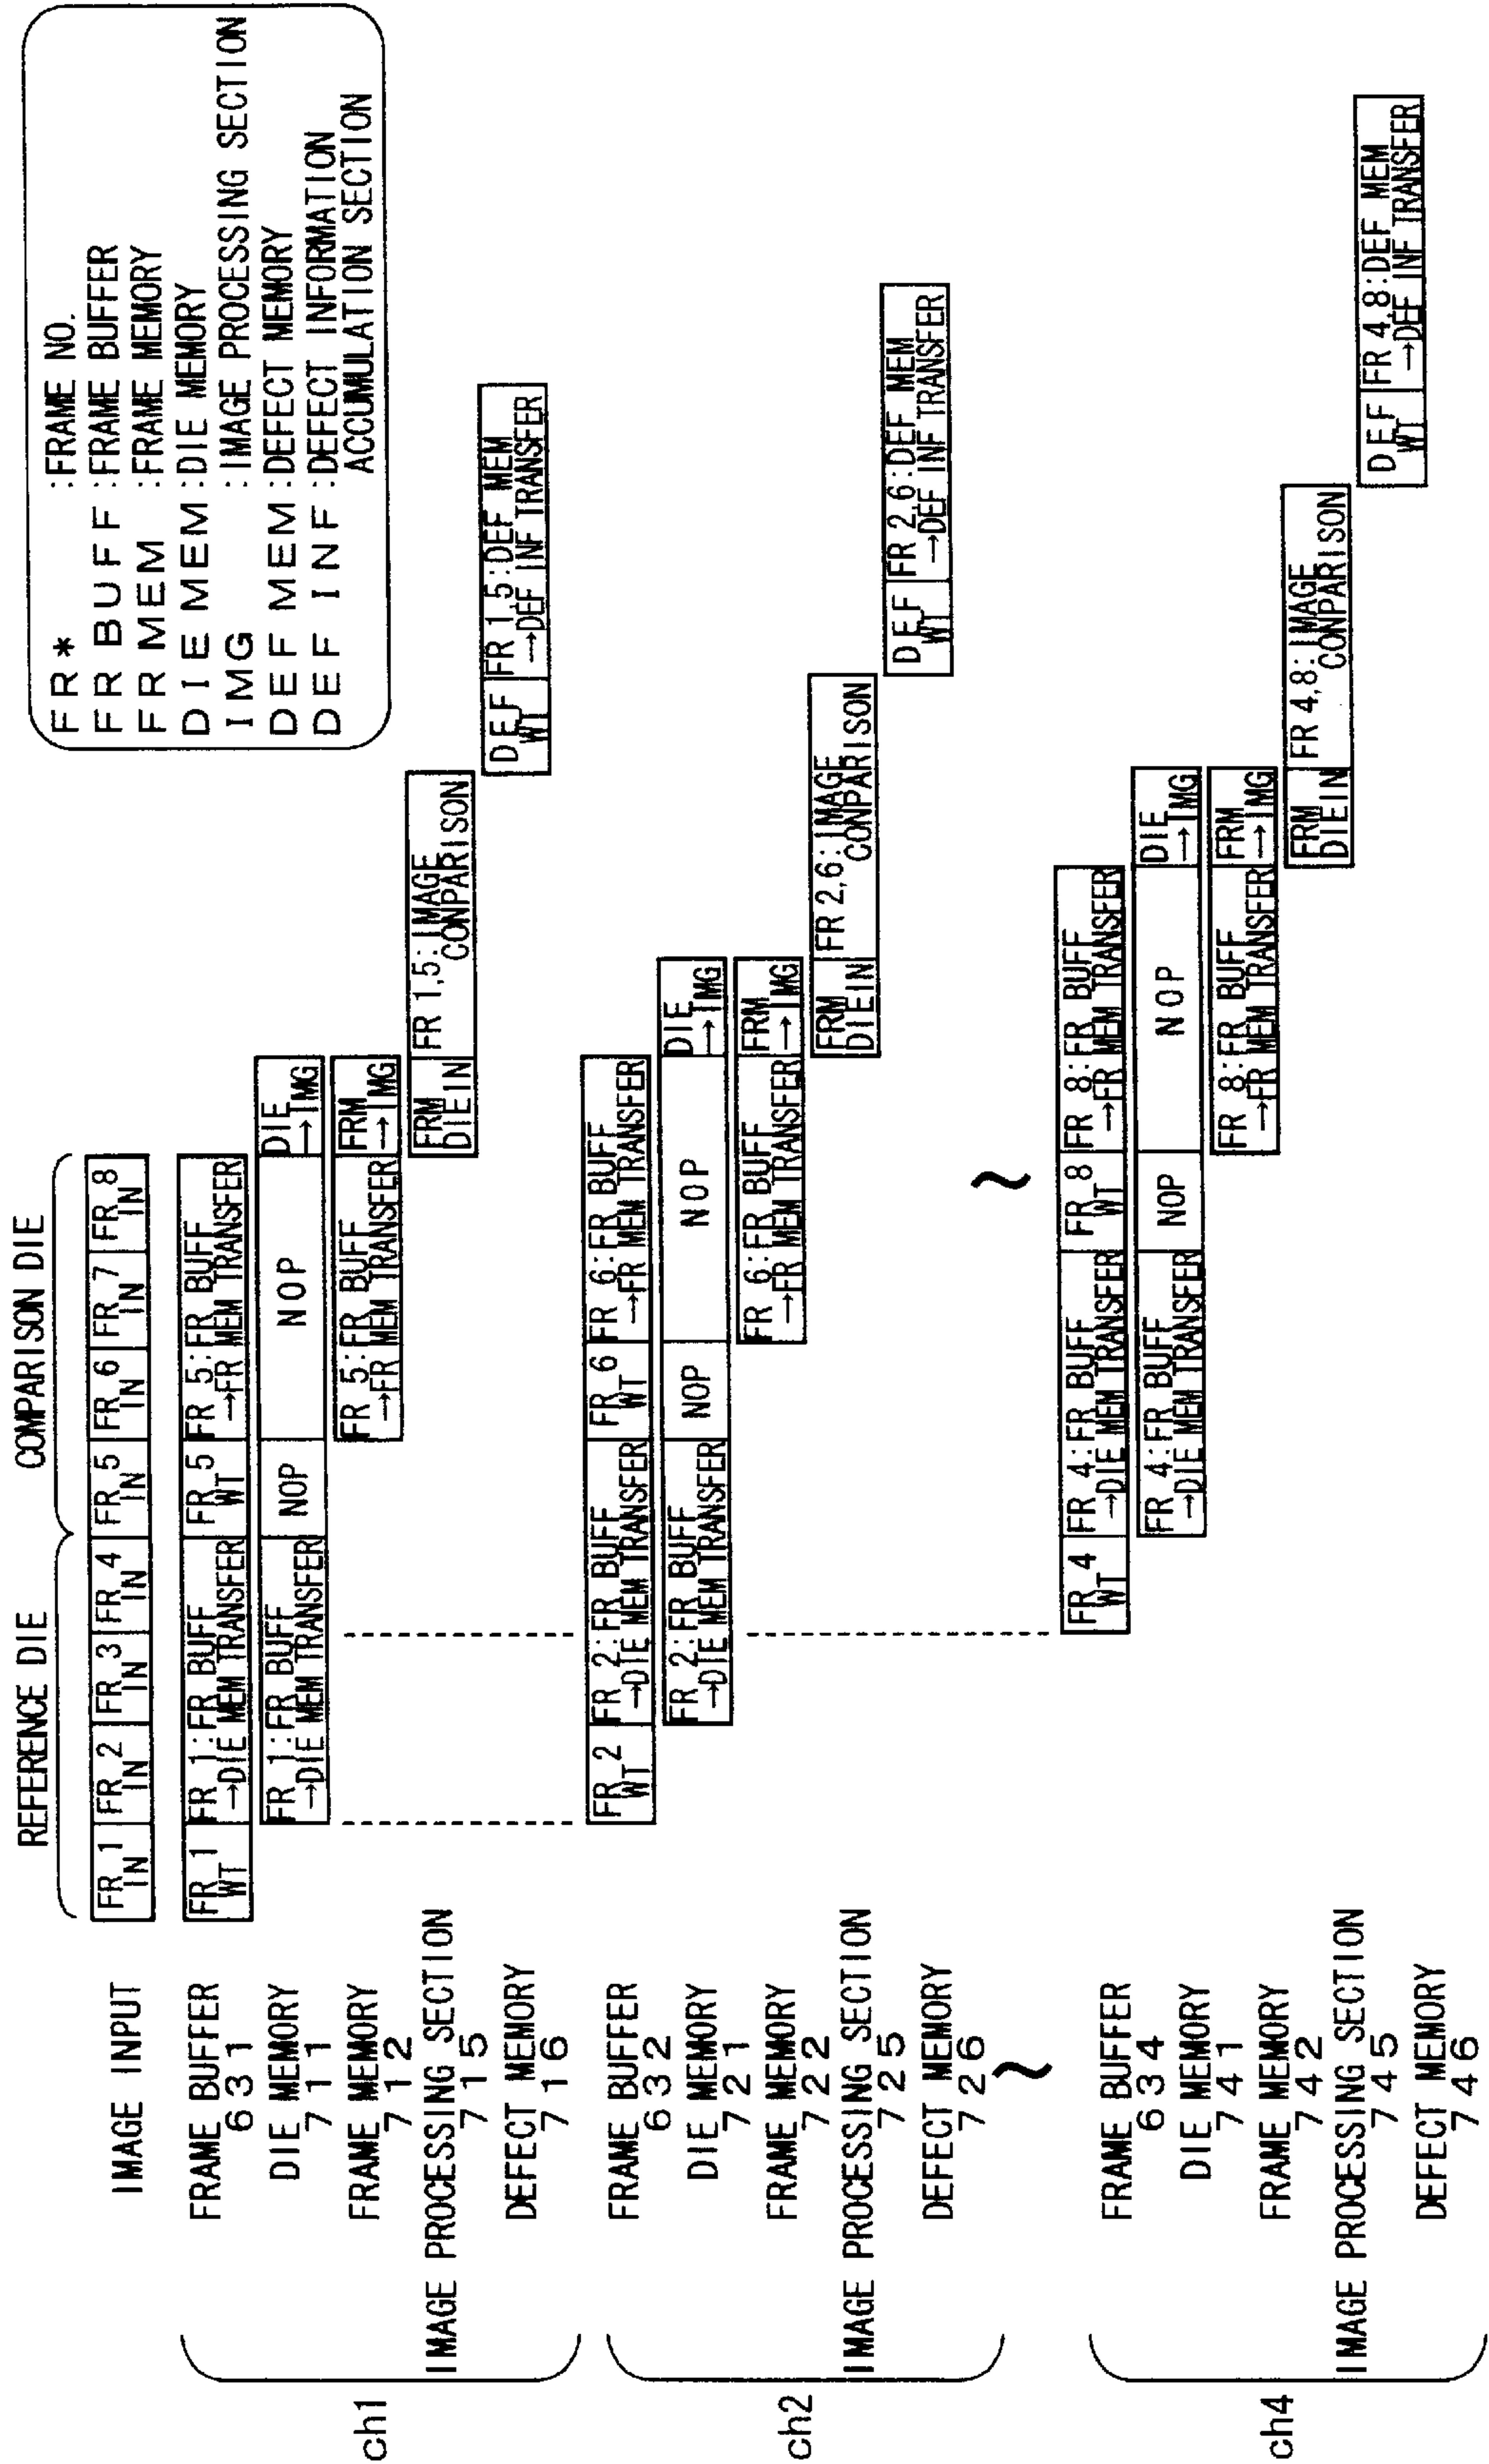 FR* :FRAME NO.
FR BUFF :FRAME BUFFER
FR MEM :FRAME MEMORY
DIE MEM :DIE MEMORY
IMG :IMAGE PROCESSING SECTION
DEF MEM :DEFECT MEMORY
DEF INF :DEFECT INFORMATION
ACCUMULATION SECTION
REFERENCE DIE
COMPARISON DIE
IMAGE INPUT
FR 1 IN
FR 2 IN
FR 3 IN
FR 4 IN
FR 5 IN
FR 6 IN
FR 7 IN
FR 8 IN
ch1
FRAME BUFFER
631
FR 1
WT
FR 1:FR BUFF
→DIE MEM TRANSFER
FR 5
WT
FR 5:FR BUFF
→FR MEM TRANSFER
DIE MEMORY
711
FR 1:FR BUFF
→DIE MEM TRANSFER
NOP
NOP
DIE
→IMG
FRAME MEMORY
712
FR 5:FR BUFF
→FR MEM TRANSFER
FRM
→IMG
IMAGE PROCESSING SECTION
715
FRM
DIEIN
FR 1,5:IMAGE
CONPARISON
DEFECT MEMORY
716
DEF
WT
FR 1,5:DEF MEM
→DEF INF TRANSFER
ch2
FRAME BUFFER
632
FR 2
WT
FR 2:FR BUFF
→DIE MEM TRANSFER
FR 6
WT
FR 6:FR BUFF
→FR MEM TRANSFER
DIE MEMORY
721
FR 2:FR BUFF
→DIE MEM TRANSFER
NOP
NOP
DIE
→IMG
FRAME MEMORY
722
FR 6:FR BUFF
→FR MEM TRANSFER
FRM
→IMG
IMAGE PROCESSING SECTION
725
FRM
DIEIN
FR 2,6:IMAGE
CONPARISON
DEFECT MEMORY
726
DEF
WT
FR 2,6:DEF MEM
→DEF INF TRANSFER
~
~
ch4
FRAME BUFFER
634
FR 4
WT
FR 4:FR BUFF
→DIE MEM TRANSFER
FR 8
WT
FR 8:FR BUFF
→FR MEM TRANSFER
DIE MEMORY
741
FR 4:FR BUFF
→DIE MEM TRANSFER
NOP
NOP
DIE
→IMG
FRAME MEMORY
742
FR 8:FR BUFF
→FR MEM TRANSFER
FRM
→IMG
IMAGE PROCESSING SECTION
745
FRM
DIEIN
FR 4,8:IMAGE
CONPARISON
DEFECT MEMORY
746
DEF
WT
FR 4,8:DEF MEM
→DEF INF TRANSFER